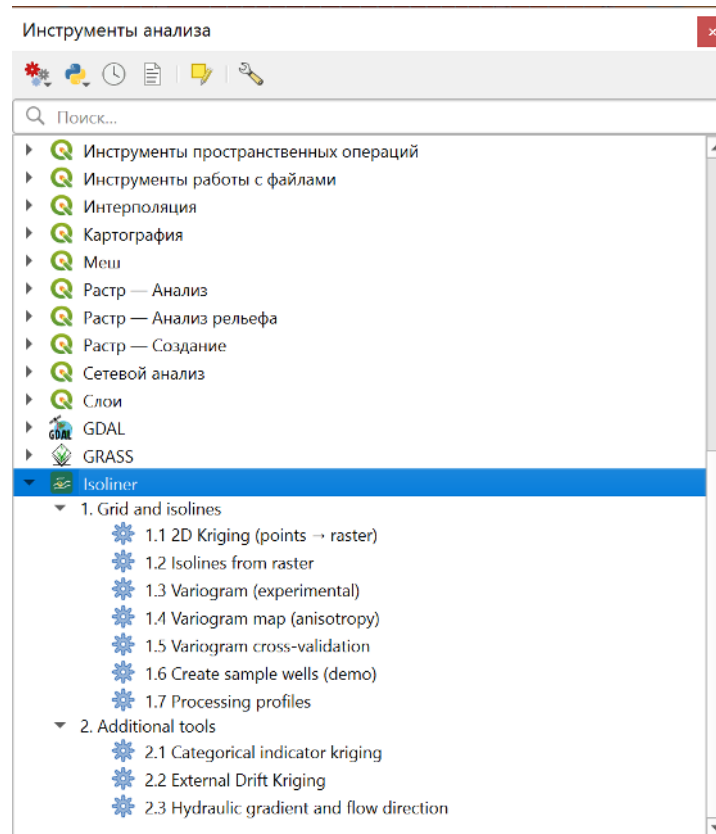 Инструменты анализа
Поиск...
Инструменты пространственных операций
Инструменты работы с файлами
Интерполяция
Картография
Меш
Растр — Анализ
Растр — Анализ рельефа
Растр — Создание
Сетевой анализ
Слои
GDAL GDAL
GRASS
Isoliner
1. Grid and isolines
1.1 2D Kriging (points → raster)
1.2 Isolines from raster
1.3 Variogram (experimental)
1.4 Variogram map (anisotropy)
1.5 Variogram cross-validation
1.6 Create sample wells (demo)
1.7 Processing profiles
2. Additional tools
2.1 Categorical indicator kriging
2.2 External Drift Kriging
2.3 Hydraulic gradient and flow direction